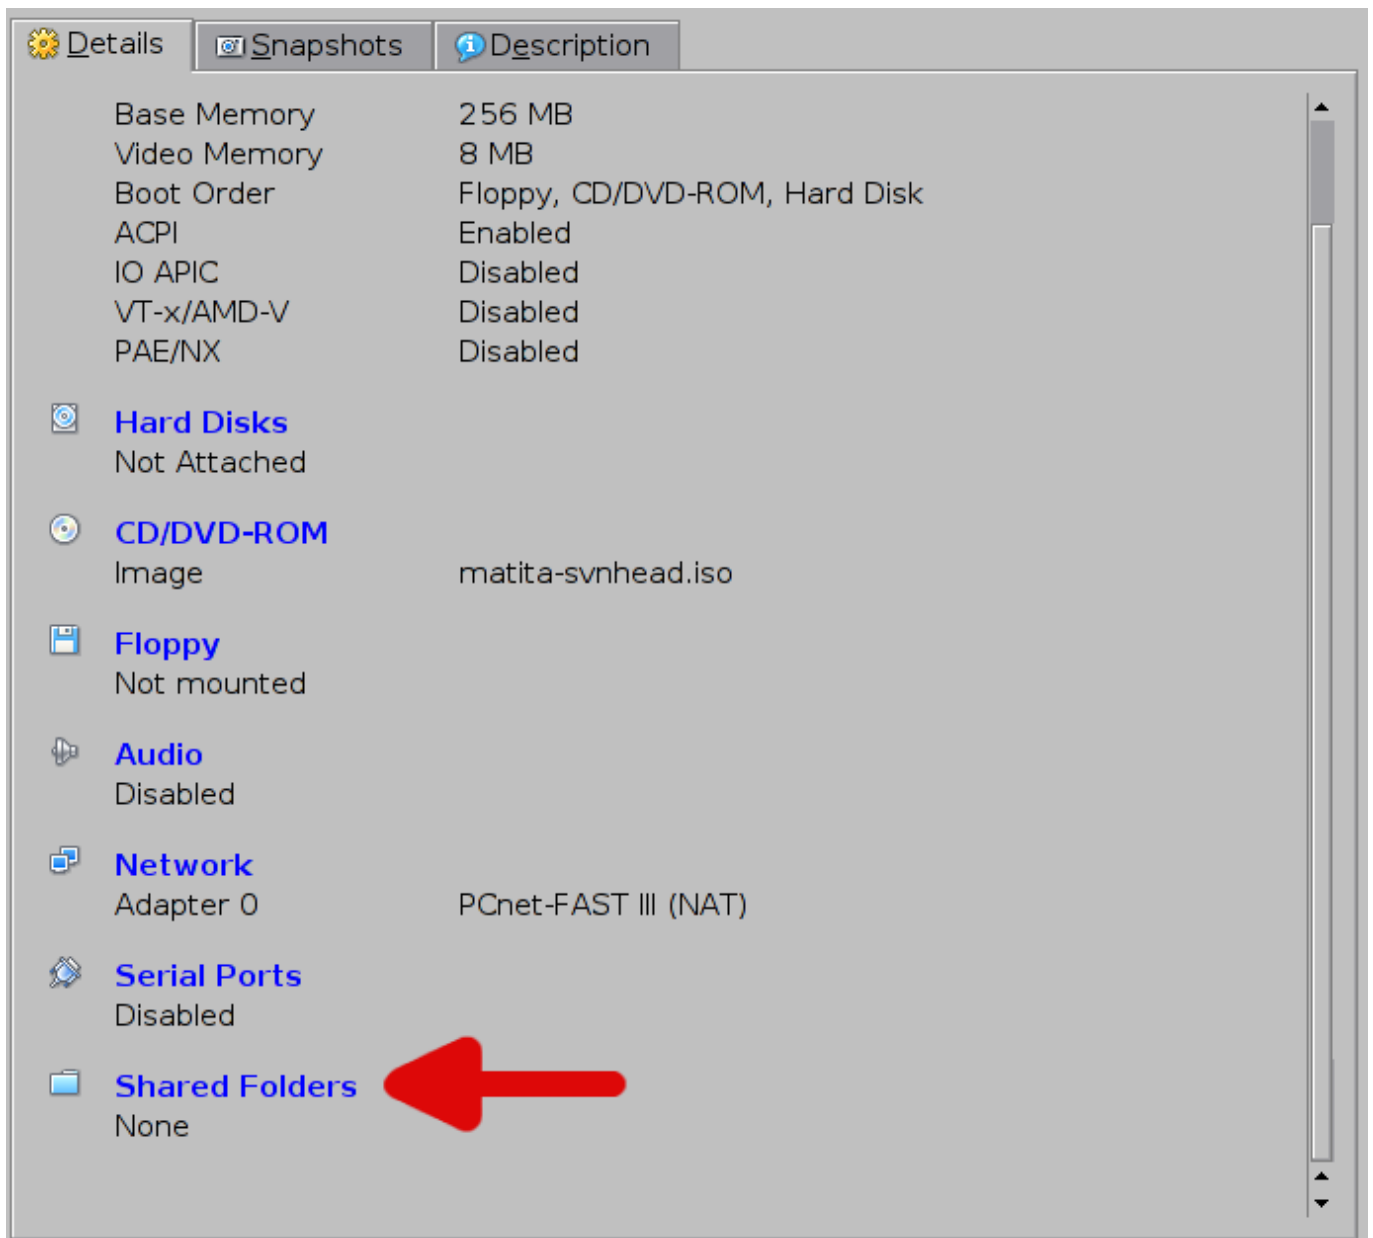 Details Snapshots Description
Base Memory 256 MB
Video Memory 8 MB
Boot Order Floppy, CD/DVD-ROM, Hard Disk
ACPI Enabled
IO APIC Disabled
VT-x/AMD-V Disabled
PAE/NX Disabled
Hard Disks
Not Attached
CD/DVD-ROM
Image matita-svnhead.iso
Floppy
Not mounted
Audio
Disabled
Network
Adapter 0 PCnet-FAST III (NAT)
Serial Ports
Disabled
Shared Folders
None